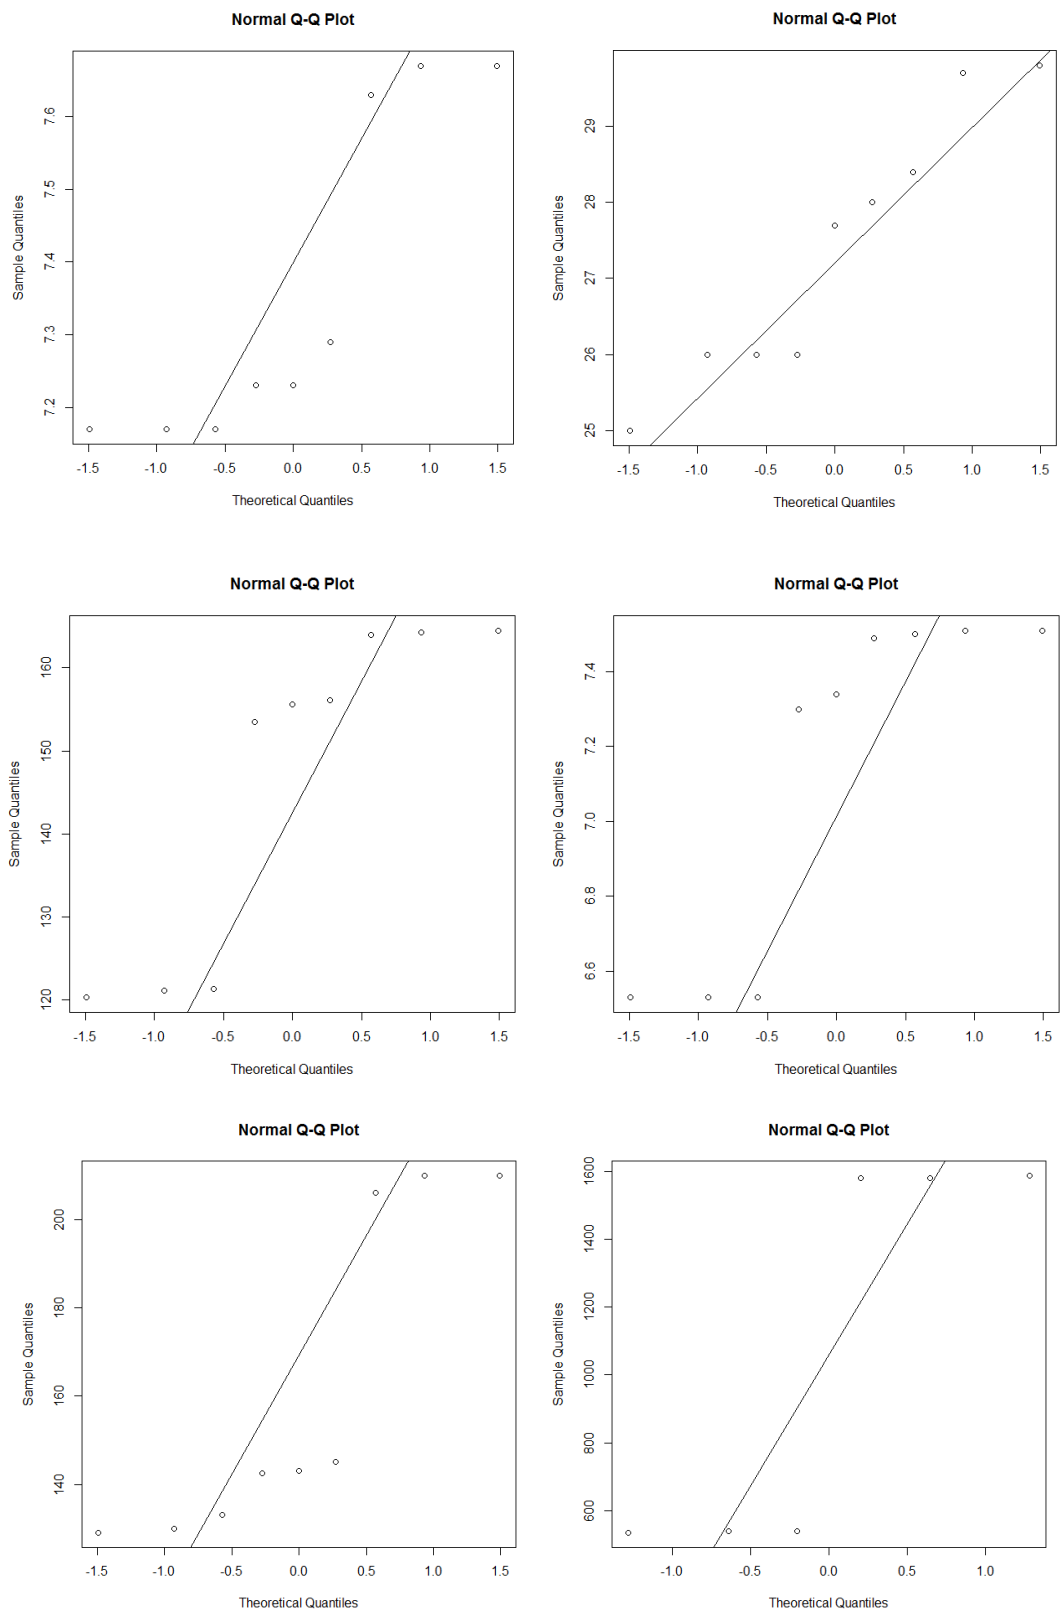 Normal Q-Q Plot
Sample Quantiles
7.6
7.5
7.4
7.3
7.2
-1.5 -1.0 -0.5 0.0 0.5 1.0 1.5
Theoretical Quantiles
Normal Q-Q Plot
Sample Quantiles
29
28
27
26
25
-1.5 -1.0 -0.5 0.0 0.5 1.0 1.5
Theoretical Quantiles
Normal Q-Q Plot
Sample Quantiles
160
150
140
130
120
-1.5 -1.0 -0.5 0.0 0.5 1.0 1.5
Theoretical Quantiles
Normal Q-Q Plot
Sample Quantiles
7.4
7.2
7.0
6.8
6.6
-1.5 -1.0 -0.5 0.0 0.5 1.0 1.5
Theoretical Quantiles
Normal Q-Q Plot
Sample Quantiles
200
180
160
140
-1.5 -1.0 -0.5 0.0 0.5 1.0 1.5
Theoretical Quantiles
Normal Q-Q Plot
Sample Quantiles
1600
1400
1200
1000
800
600
-1.0 -0.5 0.0 0.5 1.0
Theoretical Quantiles